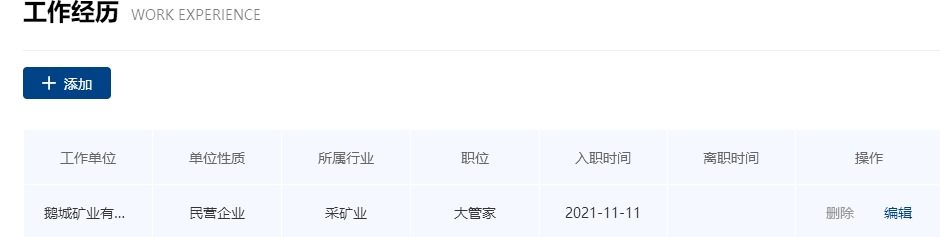 工作经历 WORK EXPERIENCE
添加
工作单位 单位性质 所属行业 职位 入职时间 离职时间 操作
鹅城矿业有... 民营企业 采矿业 大管家 2021-11-11 删除 编辑